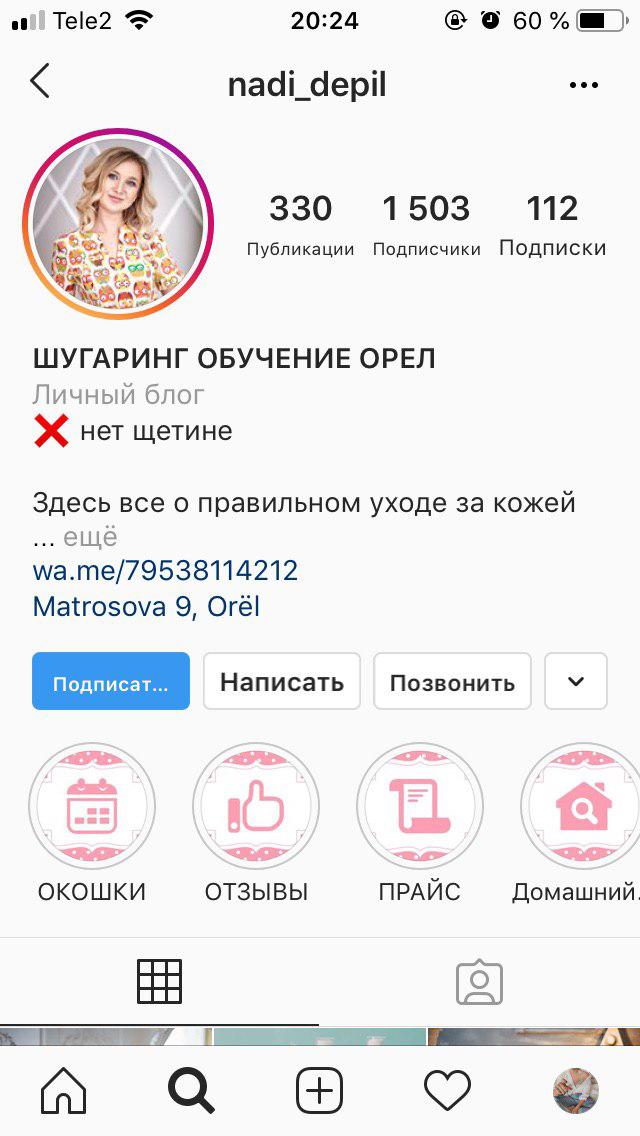 Tele2 20:24 60 %
nadi_depil
330 1 503 112
Публикации Подписчики Подписки
ШУГАРИНГ ОБУЧЕНИЕ ОРЕЛ
Личный блог
❌ нет щетине
Здесь все о правильном уходе за кожей
... ещё
wa.me/79538114212
Matrosova 9, Orël
Подписат... Написать Позвонить
ОКОШКИ ОТЗЫВЫ ПРАЙС Домашний.